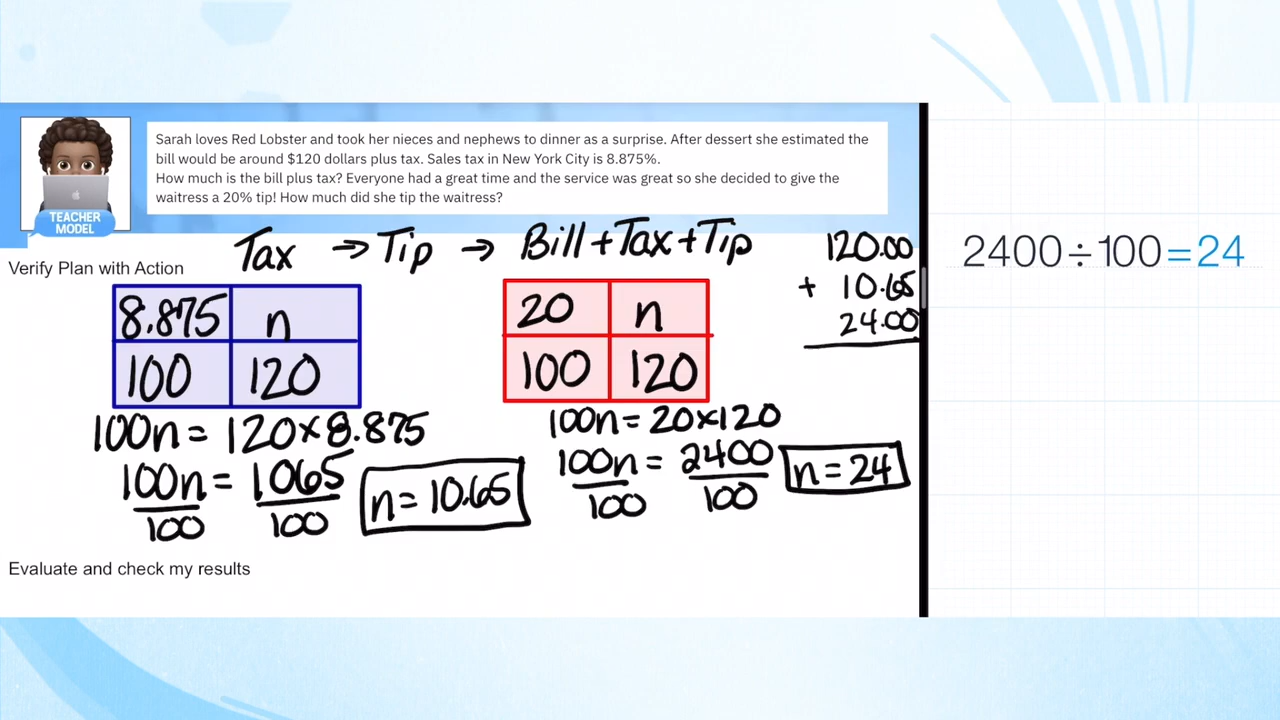 Sarah loves Red Lobster and took her nieces and nephews to dinner as a surprise. After dessert she estimated the
bill would be around $120 dollars plus tax. Sales tax in New York City is 8.875%.
How much is the bill plus tax? Everyone had a great time and the service was great so she decided to give the
waitress a 20% tip! How much did she tip the waitress?
TEACHER
MODEL
Verify Plan with Action
Tax → Tip → Bill+Tax+Tip
8.875 n
100 120
100n = 120×8.875
100n = 1065
100 100
n = 10.65
20 n
100 120
100n = 20×120
100n = 2400
100 100
n = 24
120.00
+ 10.65
24.00
2400÷100=24
Evaluate and check my results